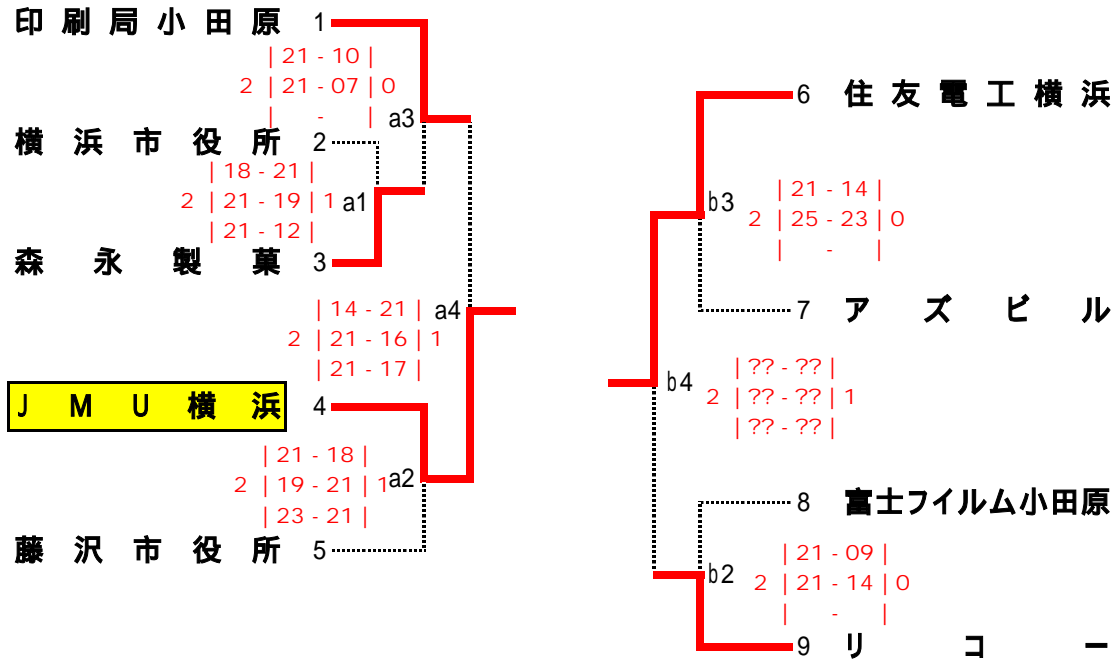 印刷局小田原 1
| 21 - 10 |
2 | 21 - 07 | 0
| - |
a3
横浜市役所 2
| 18 - 21 |
2 | 21 - 19 | 1
| 21 - 12 |
a1
森永製菓 3
| 14 - 21 |
2 | 21 - 16 | 1
| 21 - 17 |
a4
JMU横浜 4
| 21 - 18 |
2 | 19 - 21 | 1
| 23 - 21 |
a2
藤沢市役所 5
6 住友電工横浜
b3
| 21 - 14 |
2 | 25 - 23 | 0
| - |
7 アズビル
b4
| ?? - ?? |
2 | ?? - ?? | 1
| ?? - ?? |
8 富士フイルム小田原
b2
| 21 - 09 |
2 | 21 - 14 | 0
| - |
9 リコー